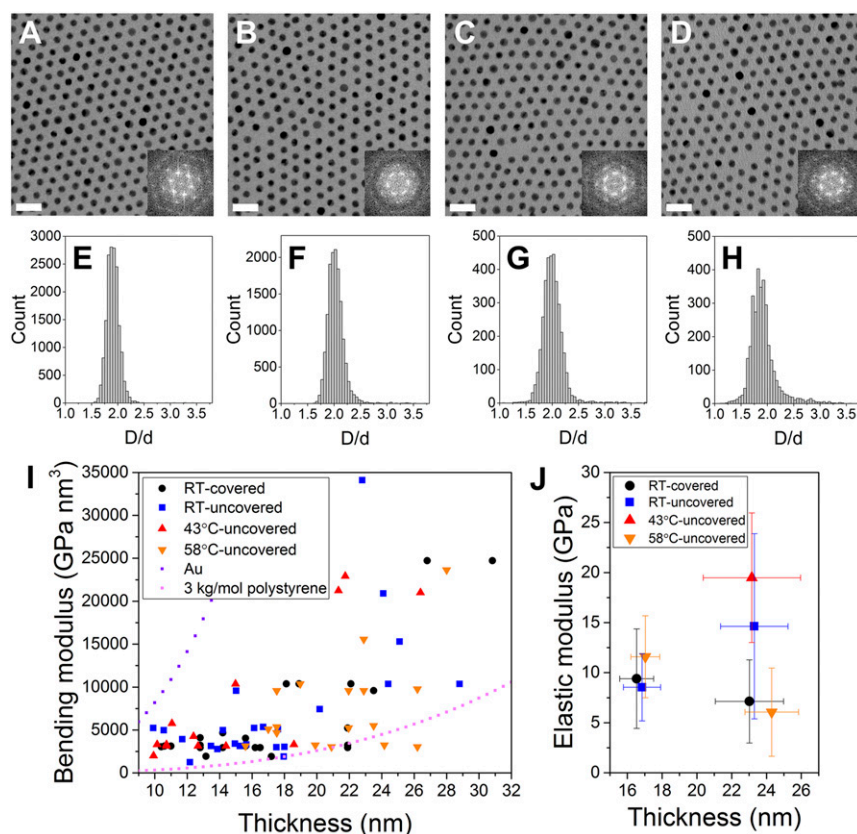 A B C D
E F G H
3000
2500
2000
1500
1000
500
0
Count
1.0 1.5 2.0 2.5 3.0 3.5
D/d
2000
1500
1000
500
0
Count
1.0 1.5 2.0 2.5 3.0 3.5
D/d
500
400
300
200
100
0
Count
1.0 1.5 2.0 2.5 3.0 3.5
D/d
500
400
300
200
100
0
Count
1.0 1.5 2.0 2.5 3.0 3.5
D/d
I
35000
30000
25000
20000
15000
10000
5000
0
Bending modulus (GPa nm³)
RT-covered
RT-uncovered
43°C-uncovered
58°C-uncovered
Au
3 kg/mol polystyrene
10 12 14 16 18 20 22 24 26 28 30 32
Thickness (nm)
J
30
25
20
15
10
5
0
Elastic modulus (GPa)
RT-covered
RT-uncovered
43°C-uncovered
58°C-uncovered
16 18 20 22 24 26
Thickness (nm)